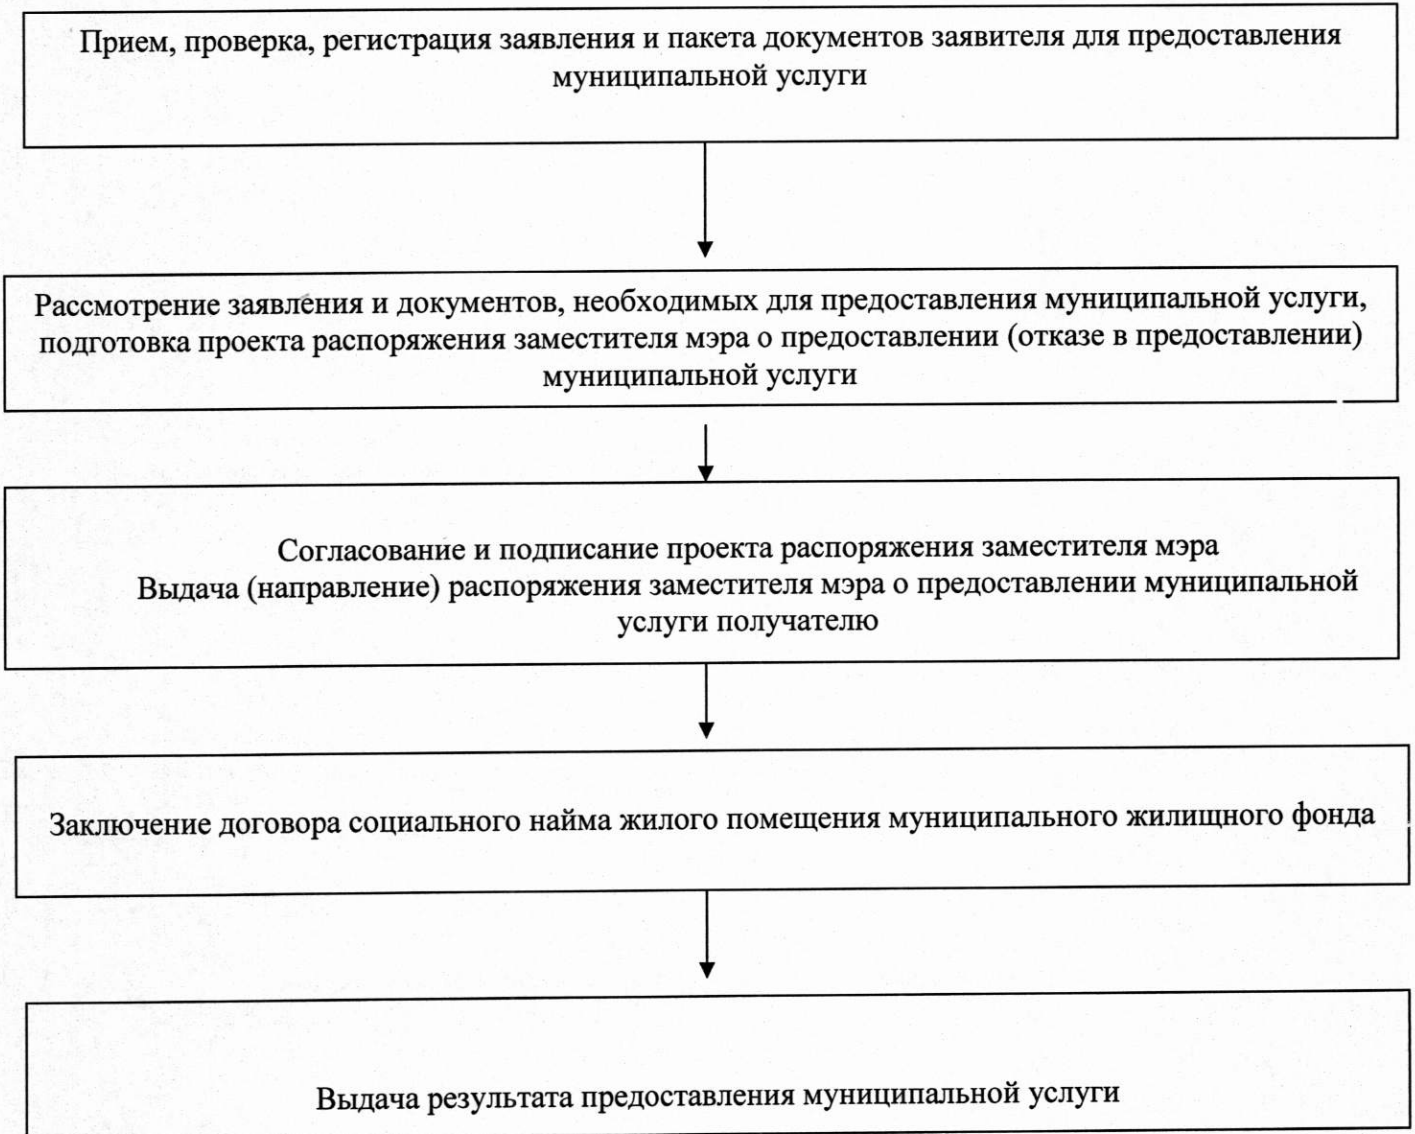 Прием, проверка, регистрация заявления и пакета документов заявителя для предоставления
муниципальной услуги
Рассмотрение заявления и документов, необходимых для предоставления муниципальной услуги,
подготовка проекта распоряжения заместителя мэра о предоставлении (отказе в предоставлении)
муниципальной услуги
Согласование и подписание проекта распоряжения заместителя мэра
Выдача (направление) распоряжения заместителя мэра о предоставлении муниципальной
услуги получателю
Заключение договора социального найма жилого помещения муниципального жилищного фонда
Выдача результата предоставления муниципальной услуги